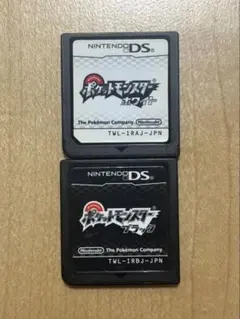 NINTENDO DS
ポケットモンスター
ホワイト
The Pokémon Company
Nintendo
TWL-IRAJ-JPN
NINTENDO DS
ポケットモンスター
ブラック
Nintendo
The Pokémon Company
TWL-IRBJ-JPN